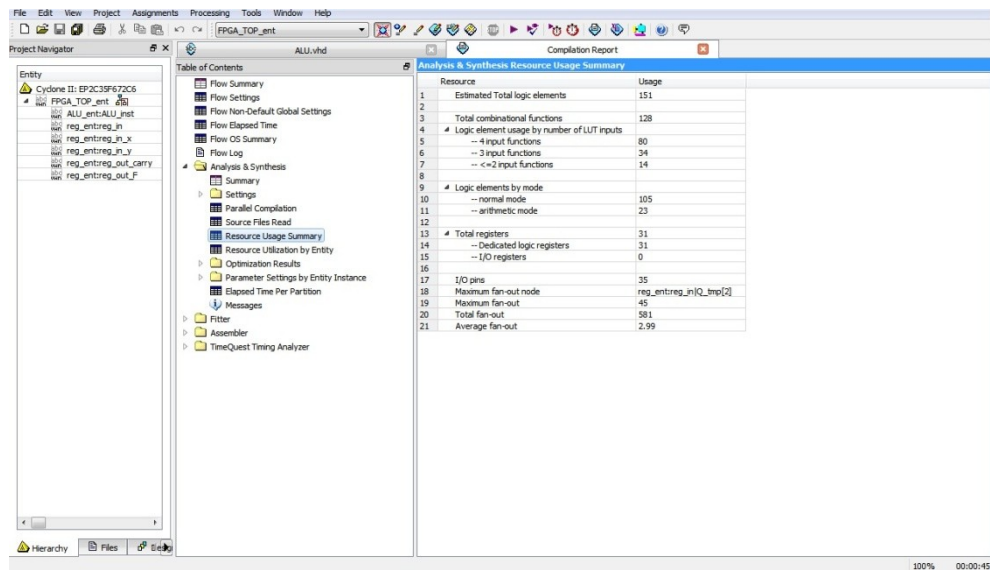 File Edit View Project Assignments Processing Tools Window Help
FPGA_TOP_ent
Project Navigator
ALU.vhd
Compilation Report
Entity
Cyclone II: EP2C35F672C6
FPGA_TOP_ent
ALU_ent:ALU_inst
reg_ent:reg_in
reg_ent:reg_in_x
reg_ent:reg_in_y
reg_ent:reg_out_carry
reg_ent:reg_out_F
Hierarchy Files
Table of Contents
Flow Summary
Flow Settings
Flow Non-Default Global Settings
Flow Elapsed Time
Flow OS Summary
Flow Log
Analysis & Synthesis
Summary
Settings
Parallel Compilation
Source Files Read
Resource Usage Summary
Resource Utilization by Entity
Optimization Results
Parameter Settings by Entity Instance
Elapsed Time Per Partition
Messages
Fitter
Assembler
TimeQuest Timing Analyzer
Analysis & Synthesis Resource Usage Summary
Resource Usage
1 Estimated Total logic elements 151
2
3 Total combinational functions 128
4 Logic element usage by number of LUT inputs
5 -- 4 input functions 80
6 -- 3 input functions 34
7 -- <=2 input functions 14
8
9 Logic elements by mode
10 -- normal mode 105
11 -- arithmetic mode 23
12
13 Total registers 31
14 -- Dedicated logic registers 31
15 -- I/O registers 0
16
17 I/O pins 35
18 Maximum fan-out node reg_ent:reg_in|Q_tmp[2]
19 Maximum fan-out 45
20 Total fan-out 581
21 Average fan-out 2.99
100% 00:00:45